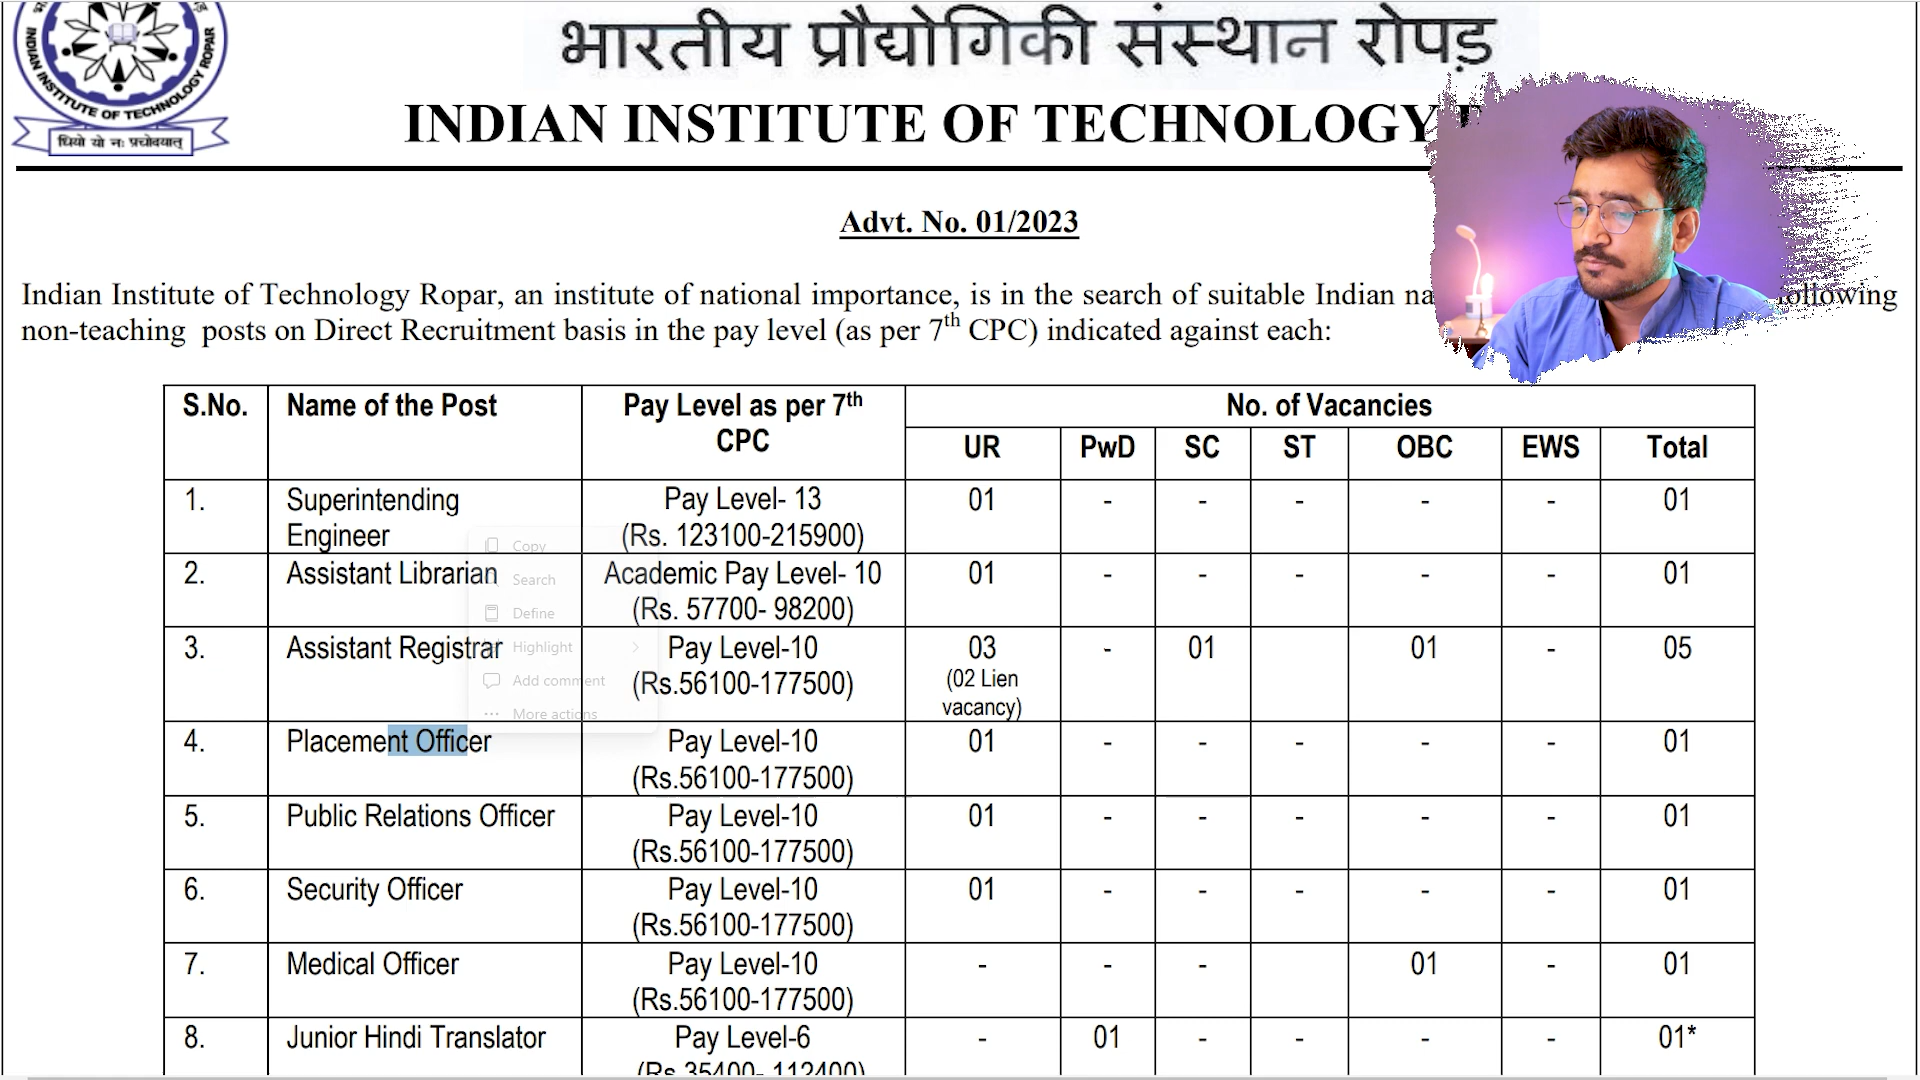 INDIAN INSTITUTE OF TECHNOLOGY ROPAR
धियो यो नः प्रचोदयात्
भारतीय प्रौद्योगिकी संस्थान रोपड़
INDIAN INSTITUTE OF TECHNOLOGY
Advt. No. 01/2023
Indian Institute of Technology Ropar, an institute of national importance, is in the search of suitable Indian following
non-teaching posts on Direct Recruitment basis in the pay level (as per 7th CPC) indicated against each:
S.No. Name of the Post Pay Level as per 7th CPC No. of Vacancies
UR PwD SC ST OBC EWS Total
1. Superintending Pay Level- 13 01 - - - - - 01
Engineer (Rs. 123100-215900)
2. Assistant Librarian Academic Pay Level- 10 01 - - - - - 01
(Rs. 57700- 98200)
3. Assistant Registrar Pay Level-10 03 - 01 01 - 05
(Rs.56100-177500) (02 Lien
vacancy)
4. Placement Officer Pay Level-10 01 - - - - - 01
(Rs.56100-177500)
5. Public Relations Officer Pay Level-10 01 - - - - - 01
(Rs.56100-177500)
6. Security Officer Pay Level-10 01 - - - - - 01
(Rs.56100-177500)
7. Medical Officer Pay Level-10 - - - 01 - 01
(Rs.56100-177500)
8. Junior Hindi Translator Pay Level-6 - 01 - - - - 01*
(Rs.35400- 112400)
Copy
Search
Define
Highlight
Add comment
More actions